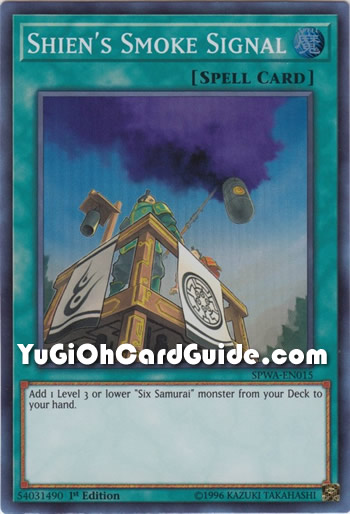 Shien's Smoke Signal
魔
[Spell Card]
YuGiOhCardGuide.com
SPWA-EN015
Add 1 Level 3 or lower "Six Samurai" monster from your Deck to
your hand.
54031490 1st Edition ©1996 KAZUKI TAKAHASHI